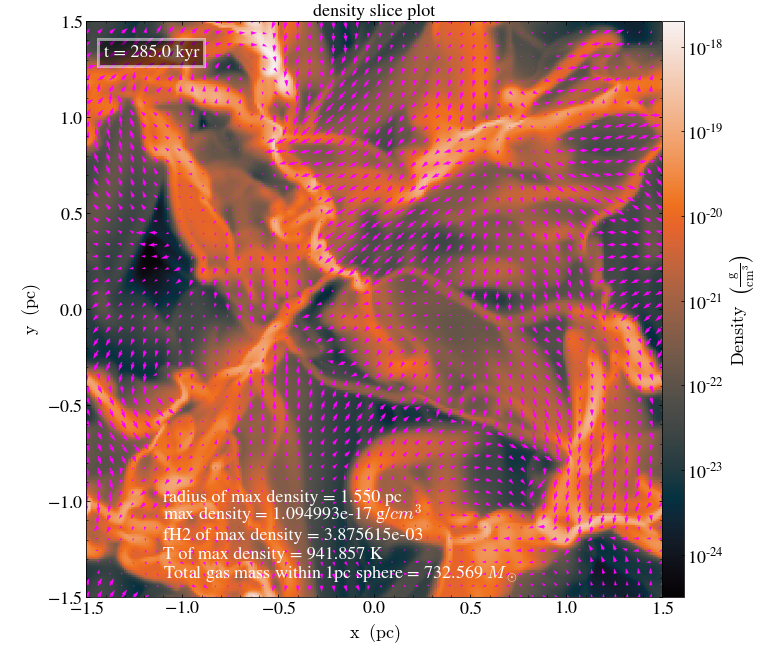 density slice plot
t = 285.0 kyr
1.5
1.0
0.5
0.0
−0.5
−1.0
−1.5
y (pc)
radius of max density = 1.550 pc
max density = 1.094993e-17 g/cm³
fH2 of max density = 3.875615e-03
T of max density = 941.857 K
Total gas mass within 1pc sphere = 732.569 M☉
−1.5 −1.0 −0.5 0.0 0.5 1.0 1.5
x (pc)
10⁻¹⁸
10⁻¹⁹
10⁻²⁰
10⁻²¹
10⁻²²
10⁻²³
10⁻²⁴
Density (g/cm³)